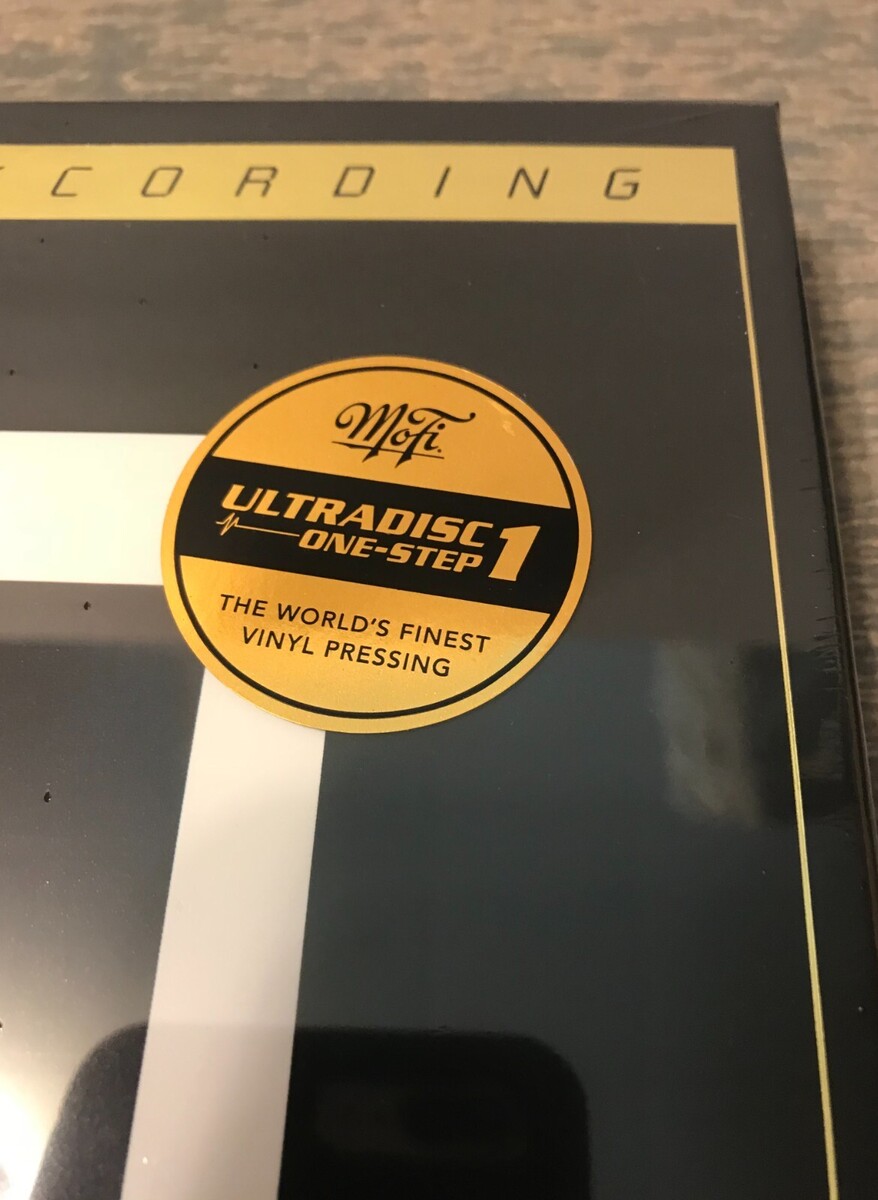 CORDING
MoFi
ULTRADISC
ONE-STEP 1
THE WORLD'S FINEST
VINYL PRESSING